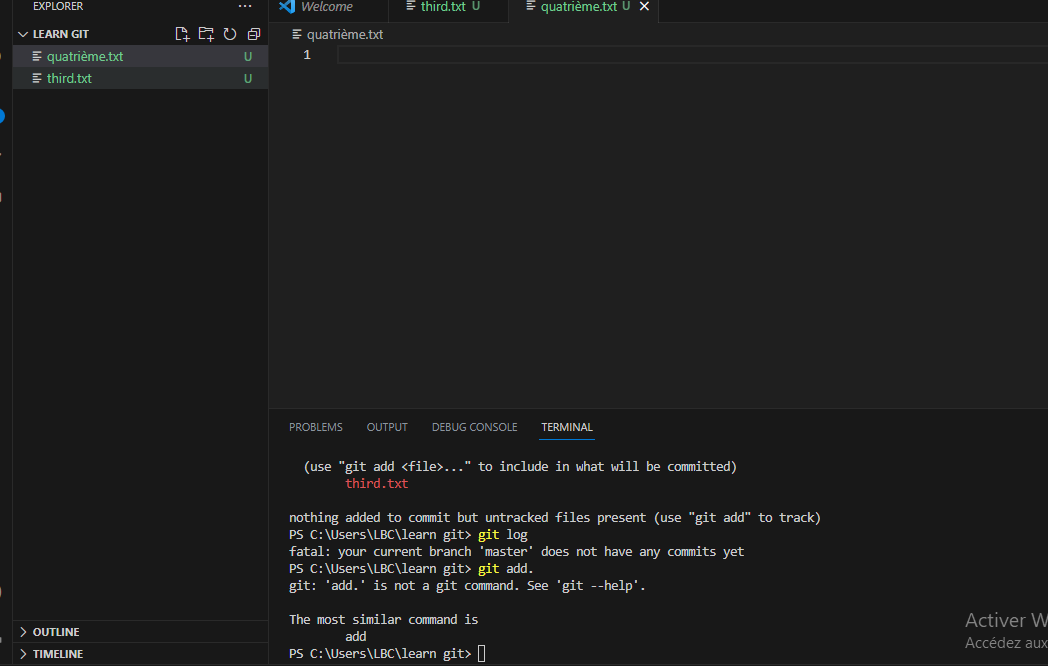 EXPLORER ...
Welcome third.txt U quatrième.txt U
LEARN GIT
quatrième.txt U
third.txt U
quatrième.txt
1
PROBLEMS OUTPUT DEBUG CONSOLE TERMINAL
(use "git add <file>..." to include in what will be committed)
third.txt
nothing added to commit but untracked files present (use "git add" to track)
PS C:\Users\LBC\learn git> git log
fatal: your current branch 'master' does not have any commits yet
PS C:\Users\LBC\learn git> git add.
git: 'add.' is not a git command. See 'git --help'.
The most similar command is
add
PS C:\Users\LBC\learn git>
OUTLINE
TIMELINE
Activer W
Accédez aux